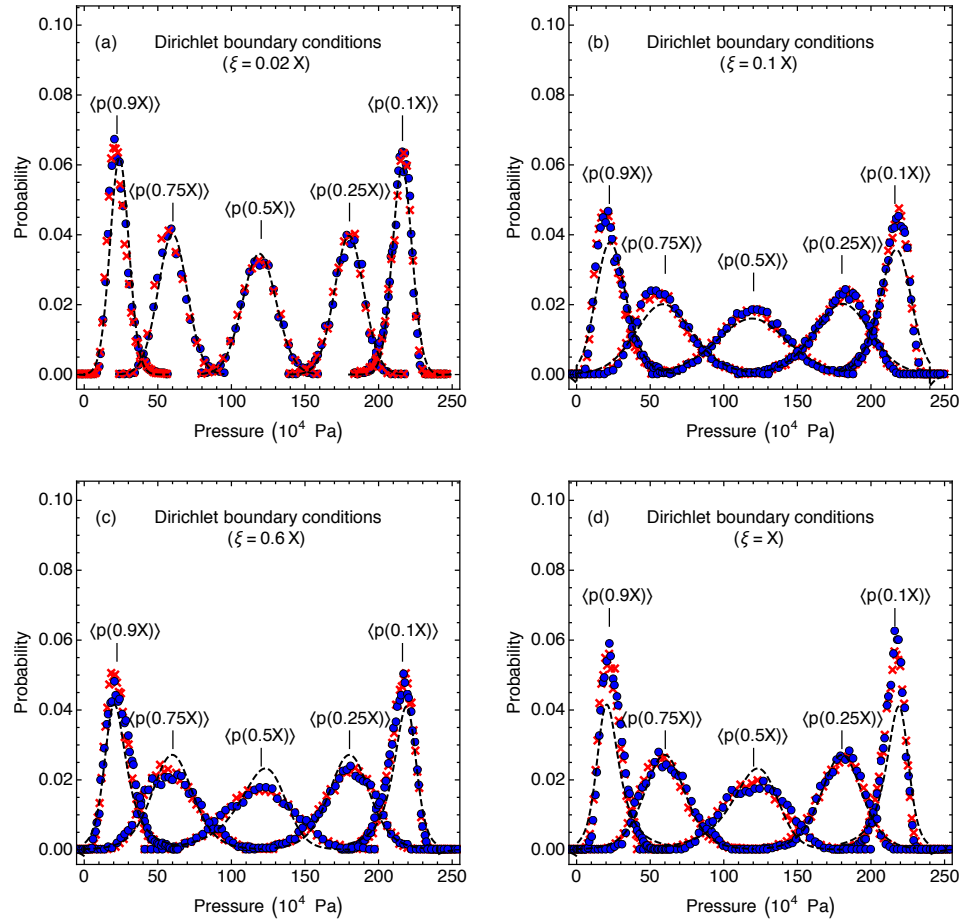 (a) Dirichlet boundary conditions
(ξ = 0.02 X)
⟨p(0.9X)⟩
⟨p(0.1X)⟩
⟨p(0.75X)⟩
⟨p(0.5X)⟩
⟨p(0.25X)⟩
0.10
0.08
0.06
0.04
0.02
0.00
Probability
0 50 100 150 200 250
Pressure (10⁴ Pa)
(b) Dirichlet boundary conditions
(ξ = 0.1 X)
⟨p(0.9X)⟩
⟨p(0.1X)⟩
⟨p(0.75X)⟩
⟨p(0.5X)⟩
⟨p(0.25X)⟩
0.10
0.08
0.06
0.04
0.02
0.00
Probability
0 50 100 150 200 250
Pressure (10⁴ Pa)
(c) Dirichlet boundary conditions
(ξ = 0.6 X)
⟨p(0.9X)⟩
⟨p(0.1X)⟩
⟨p(0.75X)⟩
⟨p(0.5X)⟩
⟨p(0.25X)⟩
0.10
0.08
0.06
0.04
0.02
0.00
Probability
0 50 100 150 200 250
Pressure (10⁴ Pa)
(d) Dirichlet boundary conditions
(ξ = X)
⟨p(0.9X)⟩
⟨p(0.1X)⟩
⟨p(0.75X)⟩
⟨p(0.5X)⟩
⟨p(0.25X)⟩
0.10
0.08
0.06
0.04
0.02
0.00
Probability
0 50 100 150 200 250
Pressure (10⁴ Pa)